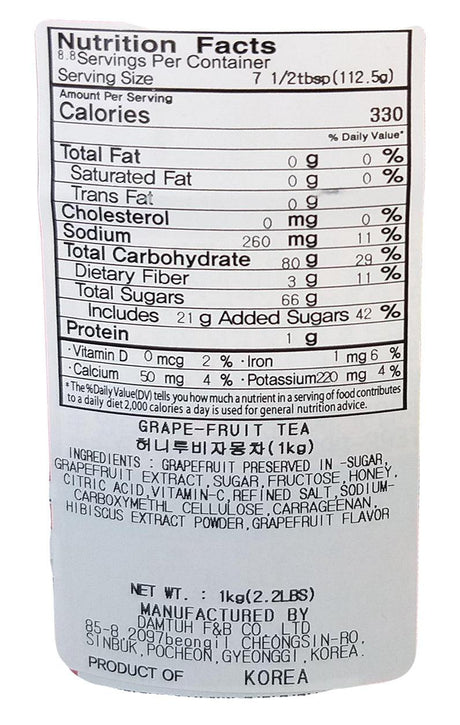 Nutrition Facts
8.8 Servings Per Container
Serving Size 7 1/2tbsp(112.5g)
Amount Per Serving
Calories 330
% Daily Value*
Total Fat 0 g 0 %
Saturated Fat 0 g 0 %
Trans Fat 0 g
Cholesterol 0 mg 0 %
Sodium 260 mg 11 %
Total Carbohydrate 80 g 29 %
Dietary Fiber 3 g 11 %
Total Sugars 66 g
Includes 21 g Added Sugars 42 %
Protein 1 g
·Vitamin D 0 mcg 2 % ·Iron 1 mg 6 %
·Calcium 50 mg 4 % ·Potassium 220 mg 4 %
*The %Daily Value(DV) tells you how much a nutrient in a serving of food contributes
to a daily diet 2,000 calories a day is used for general nutrition advice.
GRAPE-FRUIT TEA
허니투비자몽차(1kg)
INGREDIENTS : GRAPEFRUIT PRESERVED IN -SUGAR,
GRAPEFRUIT EXTRACT, SUGAR, FRUCTOSE, HONEY,
CITRIC ACID, VITAMIN-C, REFINED SALT, SODIUM-
CARBOXYMETHL CELLULOSE, CARRAGEENAN,
HIBISCUS EXTRACT POWDER, GRAPEFRUIT FLAVOR
NET WT. : 1kg(2.2LBS)
MANUFACTURED BY
DAMTUH F&B CO., LTD
85-8, 2097beongil CHEONGSIN-RO,
SINBUK, POCHEON, GYEONGGI, KOREA.
PRODUCT OF KOREA